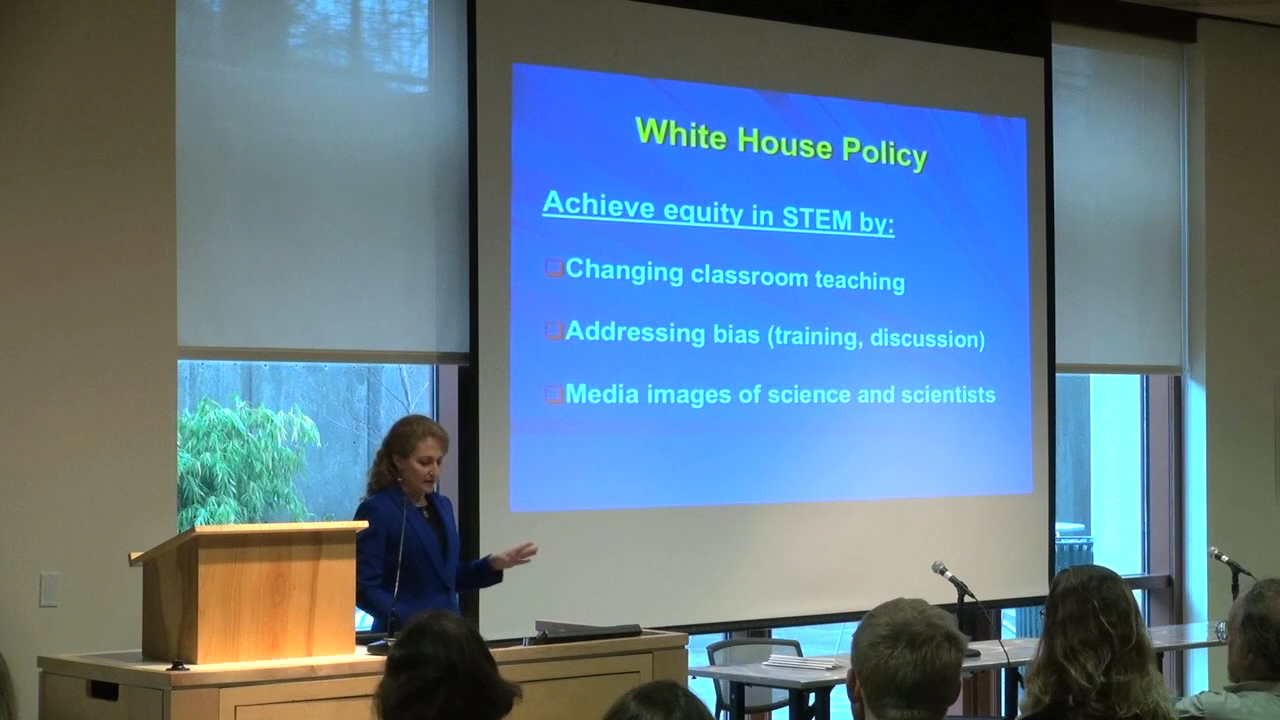 White House Policy
Achieve equity in STEM by:
Changing classroom teaching
Addressing bias (training, discussion)
Media images of science and scientists